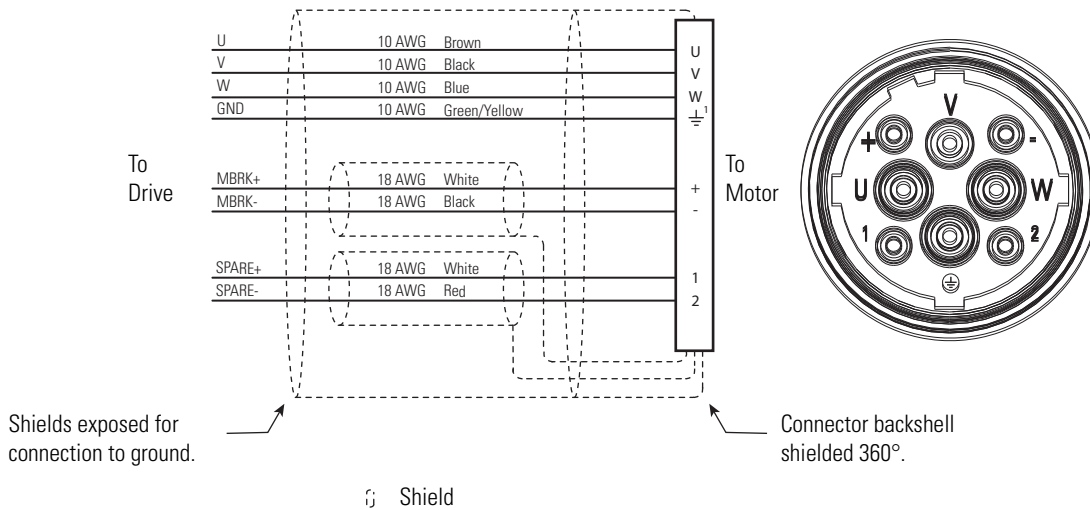 U 10 AWG Brown U
V 10 AWG Black V
W 10 AWG Blue W
GND 10 AWG Green/Yellow ⏚ 1
To
Drive
MBRK+ 18 AWG White +
MBRK- 18 AWG Black -
SPARE+ 18 AWG White 1
SPARE- 18 AWG Red 2
To
Motor
V
+ -
U W
1 2
⏚
Shields exposed for
connection to ground.
Connector backshell
shielded 360°.
Shield